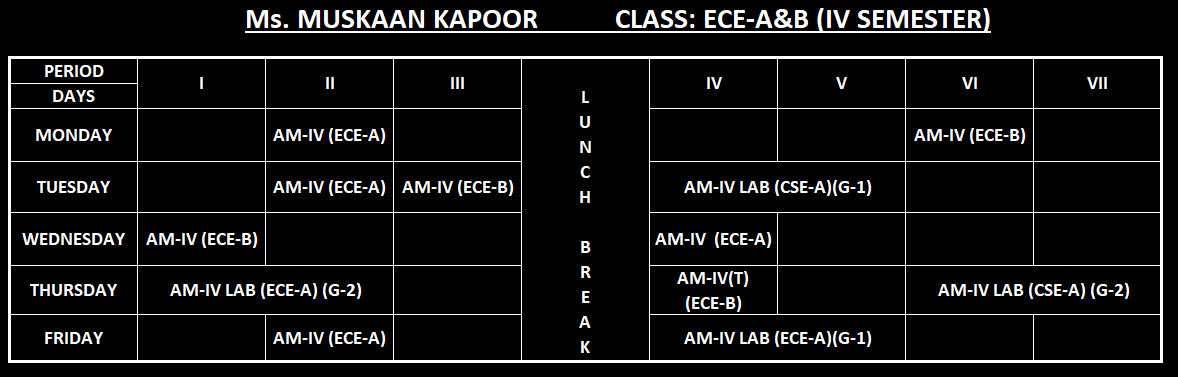 Ms. MUSKAAN KAPOOR CLASS: ECE-A&B (IV SEMESTER)
PERIOD
DAYS
I II III IV V VI VII
LUNCH BREAK
MONDAY AM-IV (ECE-A) AM-IV (ECE-B)
TUESDAY AM-IV (ECE-A) AM-IV (ECE-B) AM-IV LAB (CSE-A)(G-1)
WEDNESDAY AM-IV (ECE-B) AM-IV (ECE-A)
THURSDAY AM-IV LAB (ECE-A) (G-2) AM-IV(T) (ECE-B) AM-IV LAB (CSE-A) (G-2)
FRIDAY AM-IV (ECE-A) AM-IV LAB (ECE-A)(G-1)